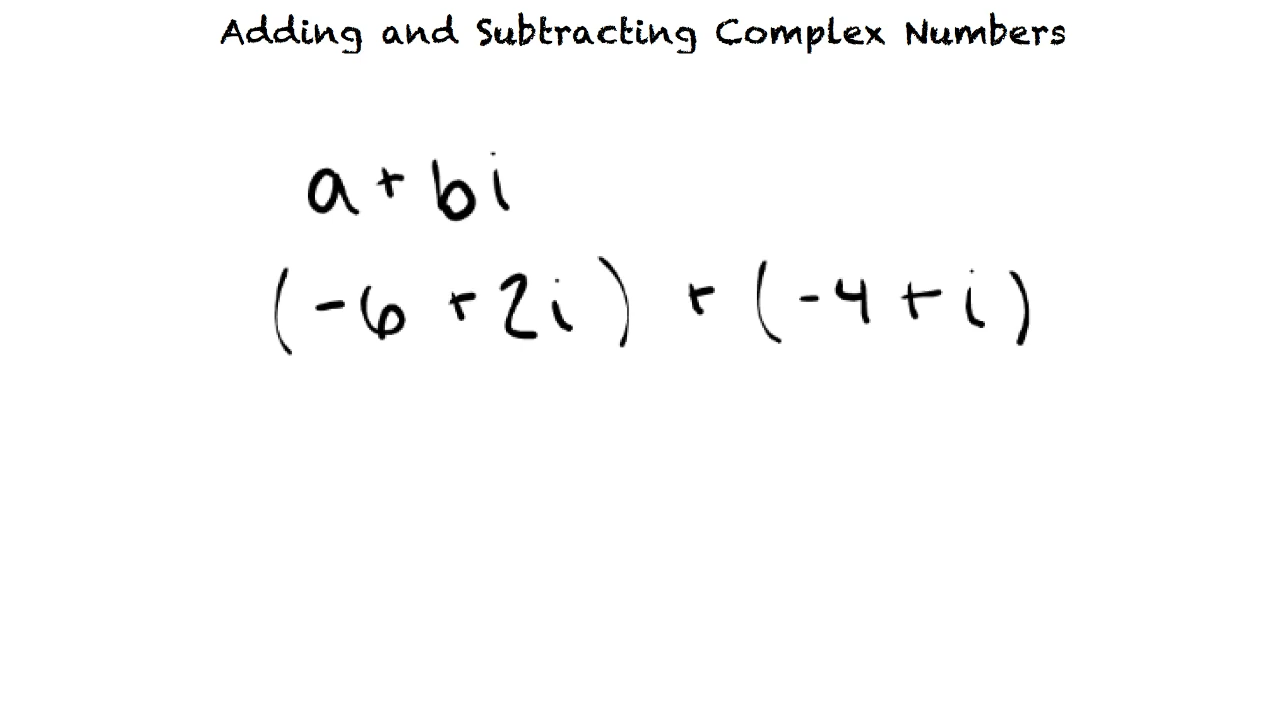 Adding and Subtracting Complex Numbers
a + bi
(-6 + 2i) + (-4 + i)